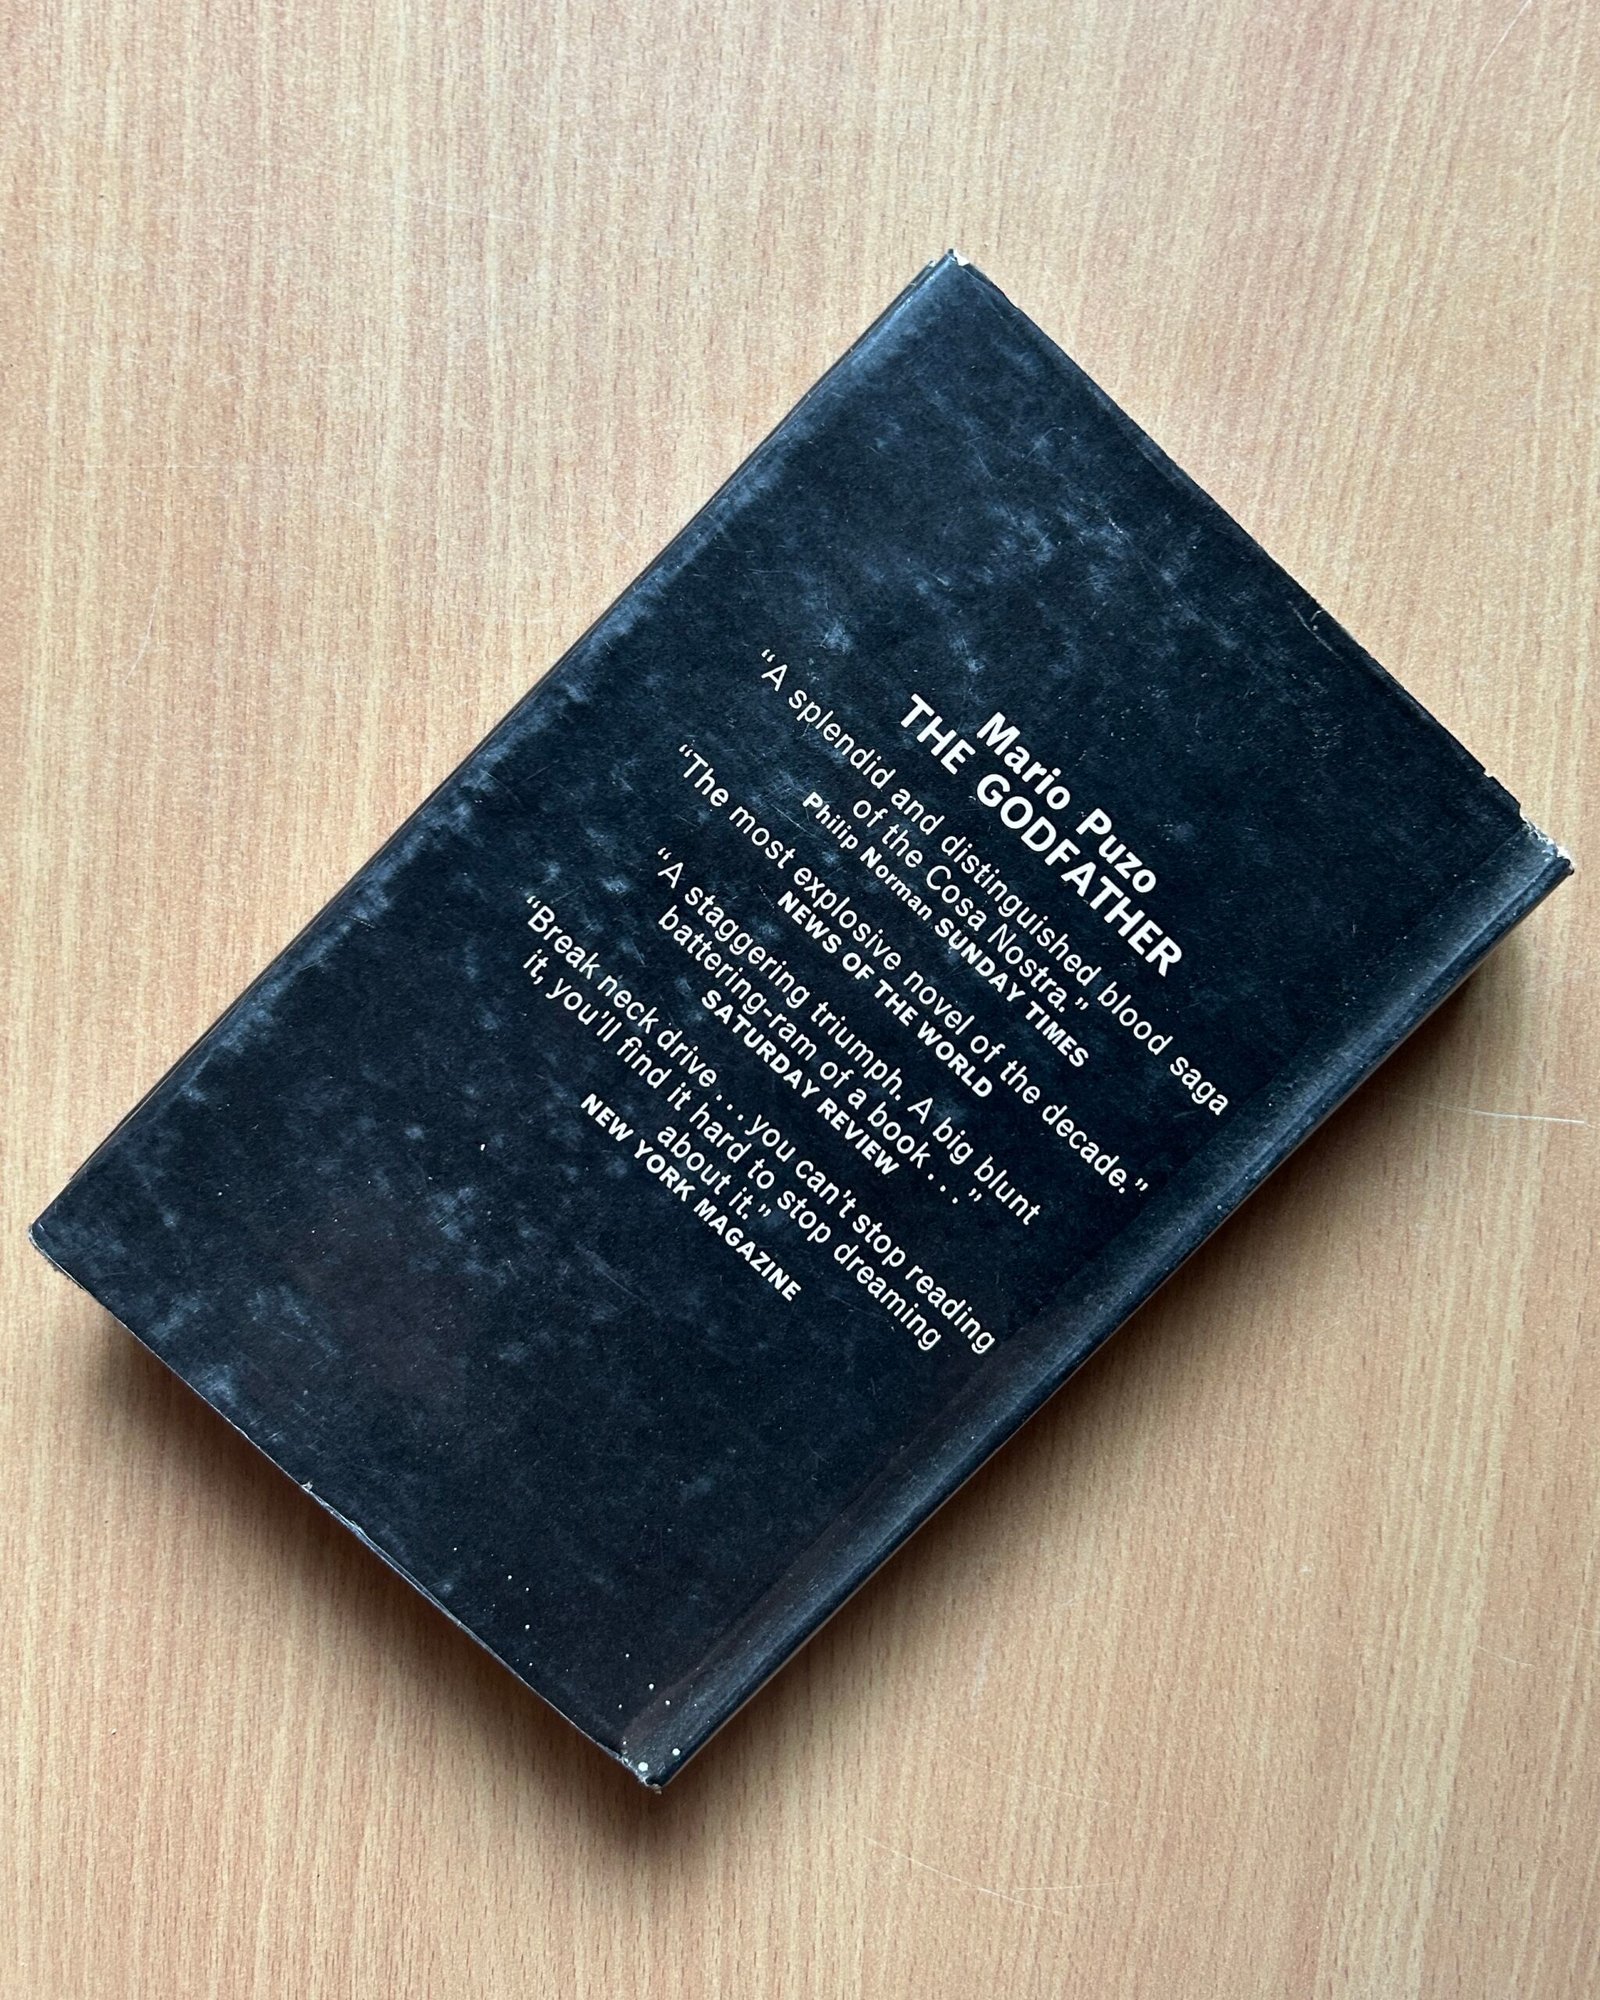 Mario Puzo
THE GODFATHER
“A splendid and distinguished blood saga
of the Cosa Nostra.”
Philip Norman SUNDAY TIMES
“The most explosive novel of the decade.”
NEWS OF THE WORLD
“A staggering triumph. A big blunt
battering-ram of a book . . .”
SATURDAY REVIEW
“Break neck drive . . . you can't stop reading
it, you'll find it hard to stop dreaming
about it.”
NEW YORK MAGAZINE